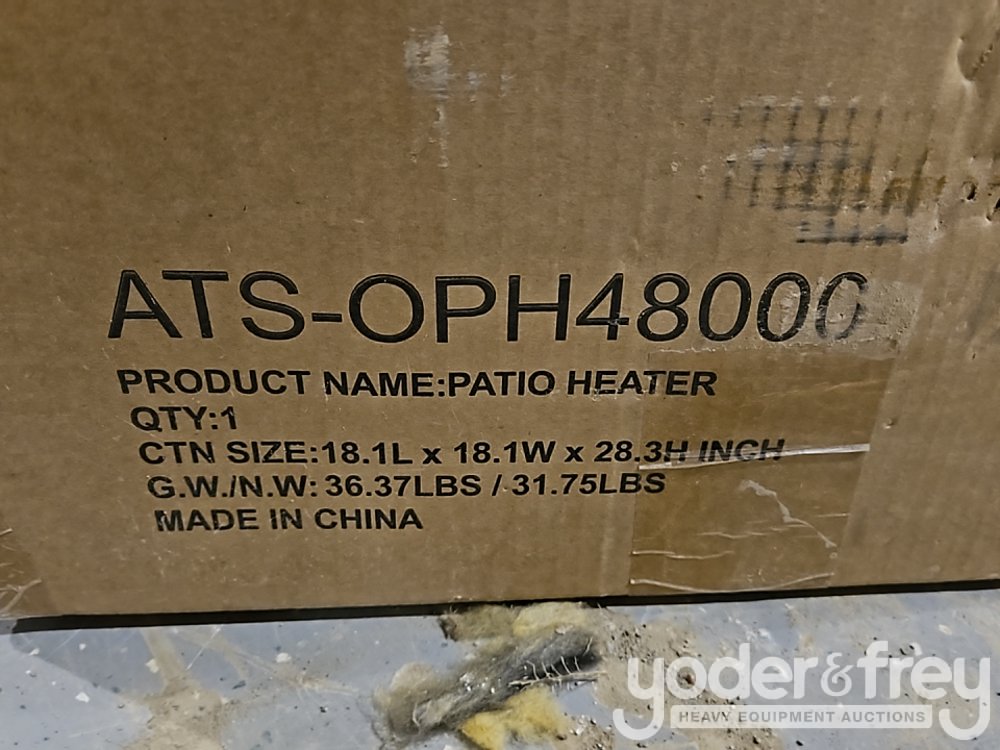 ATS-OPH48000
PRODUCT NAME:PATIO HEATER
QTY:1
CTN SIZE:18.1L x 18.1W x 28.3H INCH
G.W./N.W: 36.37LBS / 31.75LBS
MADE IN CHINA
yoder&frey
HEAVY EQUIPMENT AUCTIONS